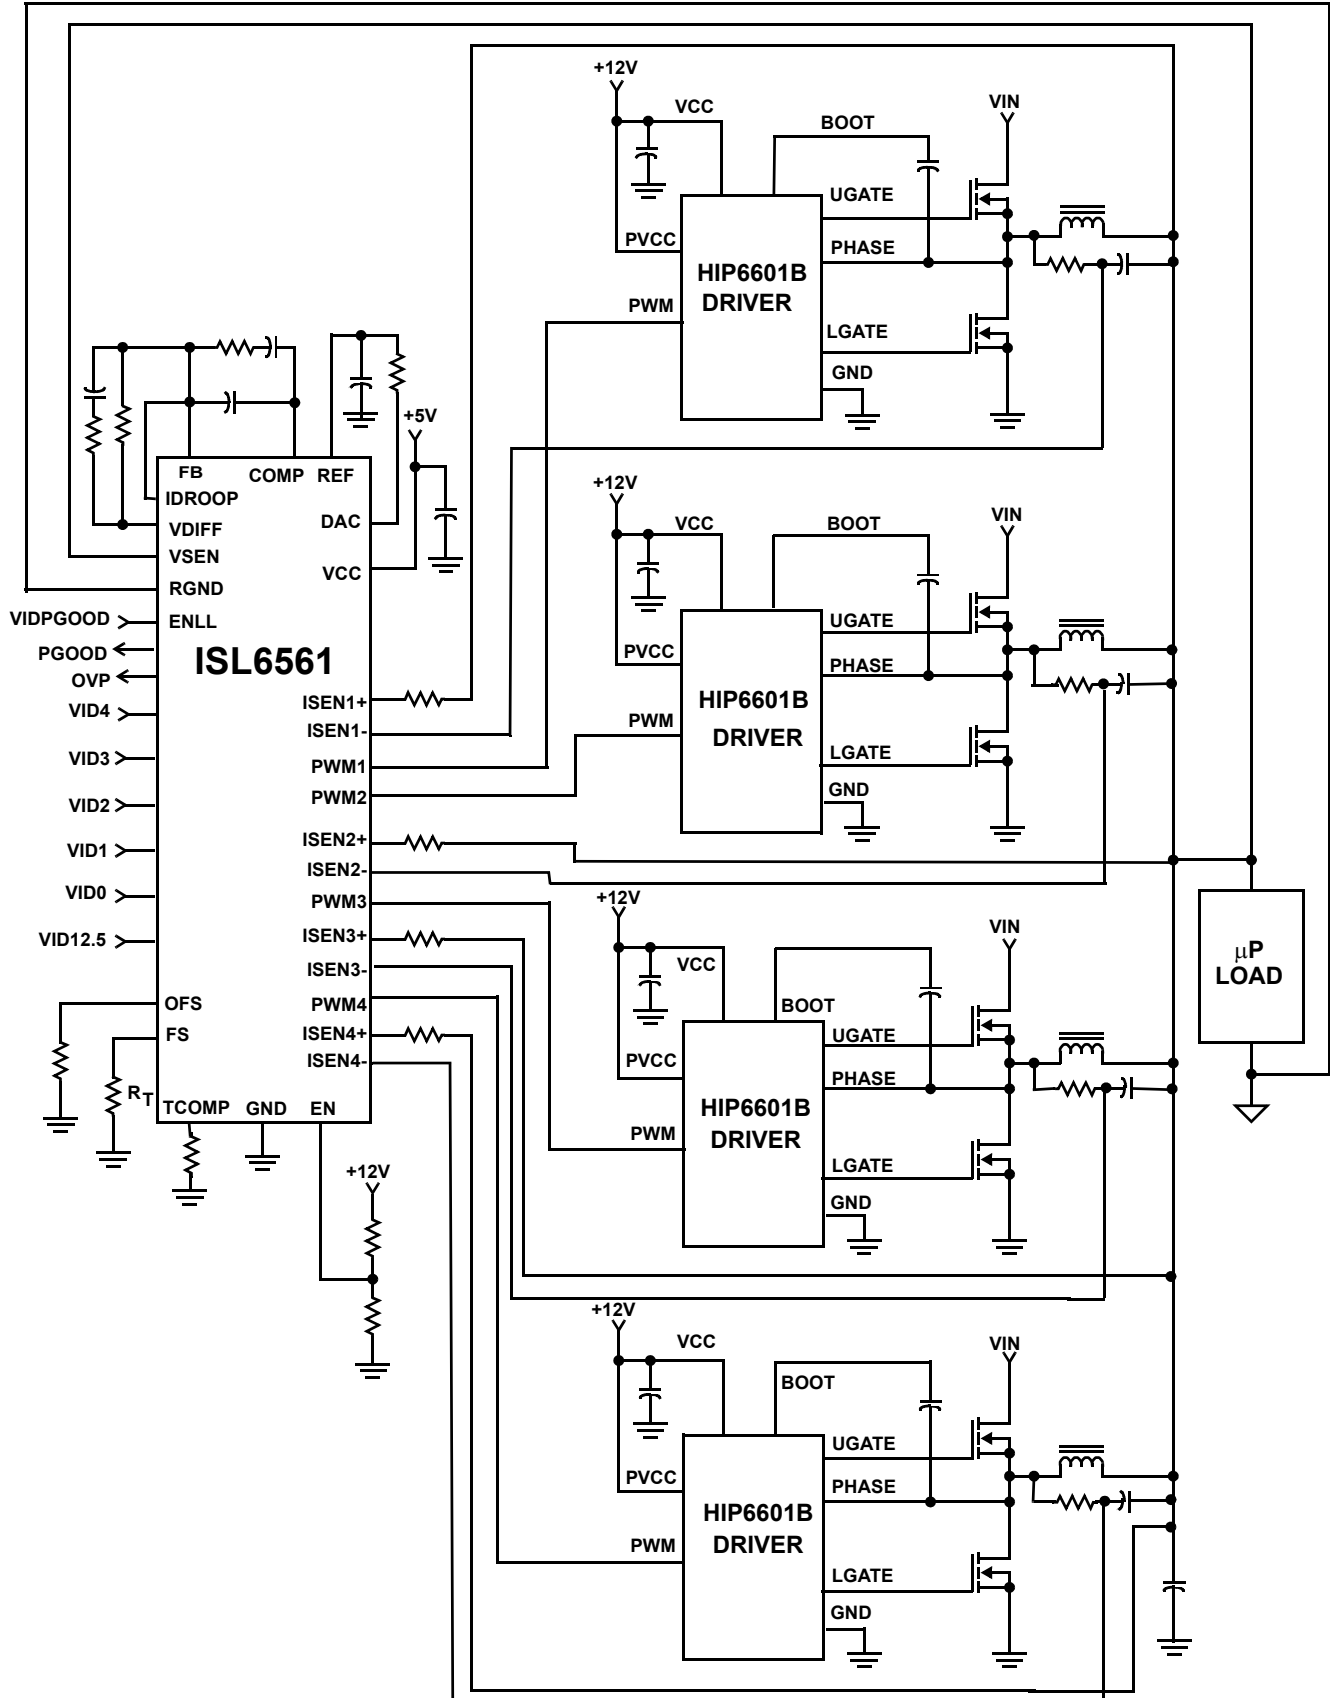 +12V
VCC
BOOT
VIN
UGATE
PVCC
PHASE
HIP6601B
DRIVER
PWM
LGATE
GND
+5V
FB
COMP
REF
IDROOP
VDIFF
DAC
VSEN
VCC
RGND
VIDPGOOD
ENLL
PGOOD
ISL6561
OVP
VID4
ISEN1+
ISEN1-
VID3
PWM1
PWM2
VID2
ISEN2+
VID1
ISEN2-
VID0
PWM3
ISEN3+
VID12.5
ISEN3-
OFS
PWM4
FS
ISEN4+
ISEN4-
RT
TCOMP
GND
EN
+12V
+12V
VCC
BOOT
VIN
UGATE
PVCC
PHASE
HIP6601B
DRIVER
PWM
LGATE
GND
μP
LOAD
+12V
VCC
BOOT
VIN
UGATE
PVCC
PHASE
HIP6601B
DRIVER
PWM
LGATE
GND
+12V
VCC
BOOT
VIN
UGATE
PVCC
PHASE
HIP6601B
DRIVER
PWM
LGATE
GND